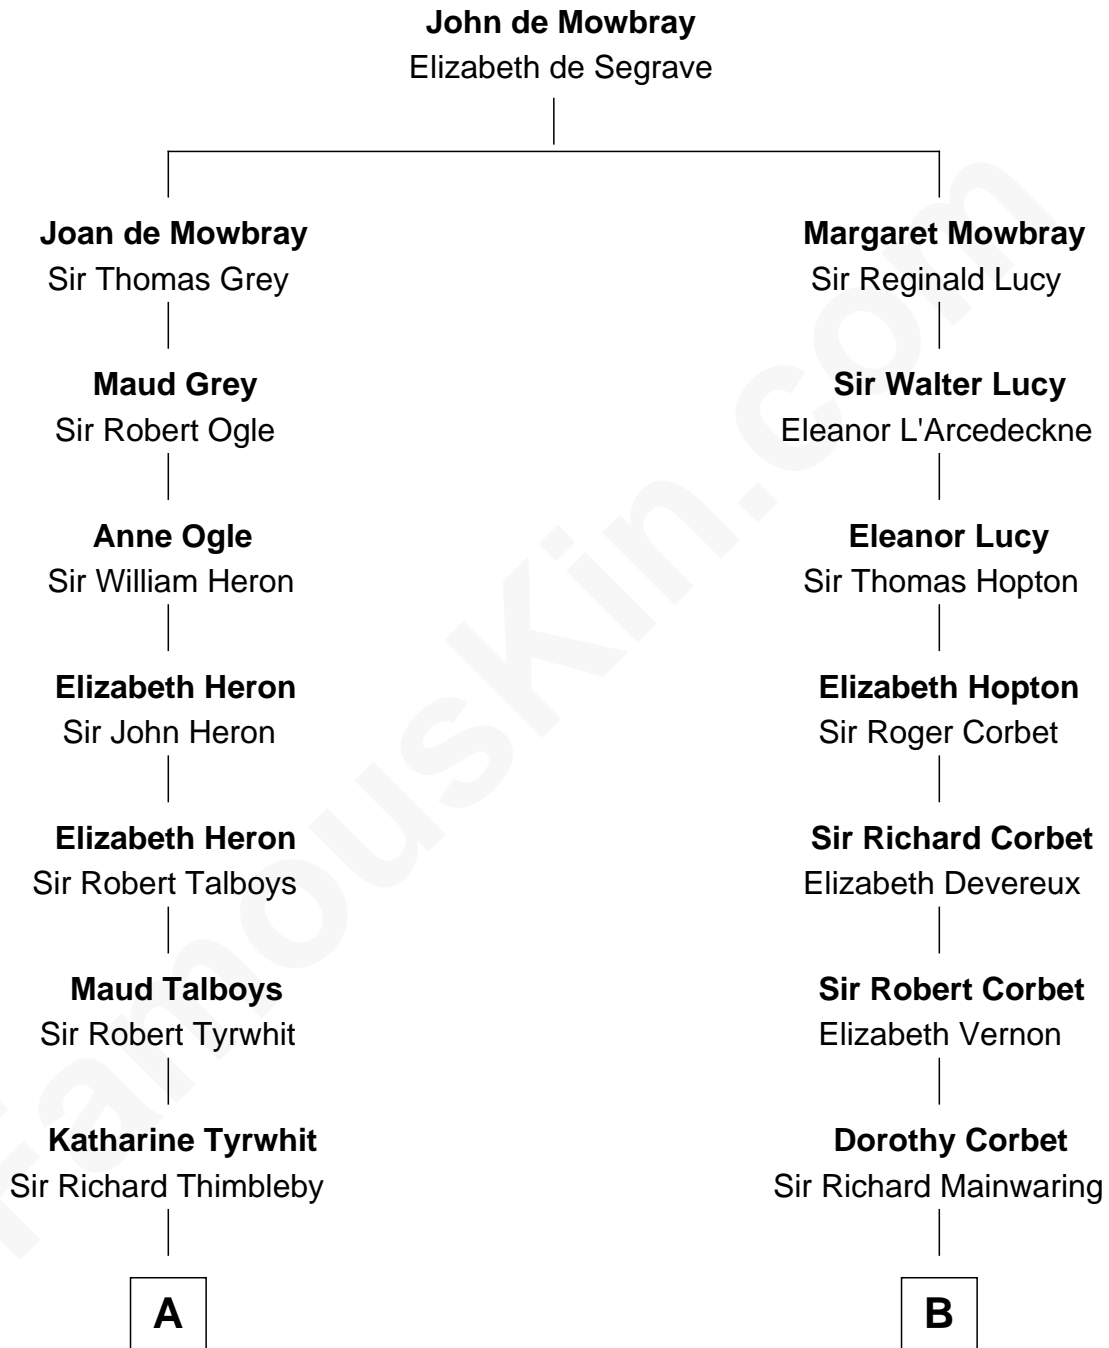 John de Mowbray
Elizabeth de Segrave
Joan de Mowbray
Sir Thomas Grey
Margaret Mowbray
Sir Reginald Lucy
Maud Grey
Sir Robert Ogle
Sir Walter Lucy
Eleanor L'Arcedeckne
Anne Ogle
Sir William Heron
Eleanor Lucy
Sir Thomas Hopton
Elizabeth Heron
Sir John Heron
Elizabeth Hopton
Sir Roger Corbet
Elizabeth Heron
Sir Robert Talboys
Sir Richard Corbet
Elizabeth Devereux
Maud Talboys
Sir Robert Tyrwhit
Sir Robert Corbet
Elizabeth Vernon
Katharine Tyrwhit
Sir Richard Thimbleby
Dorothy Corbet
Sir Richard Mainwaring
A
B
FamousKin.com